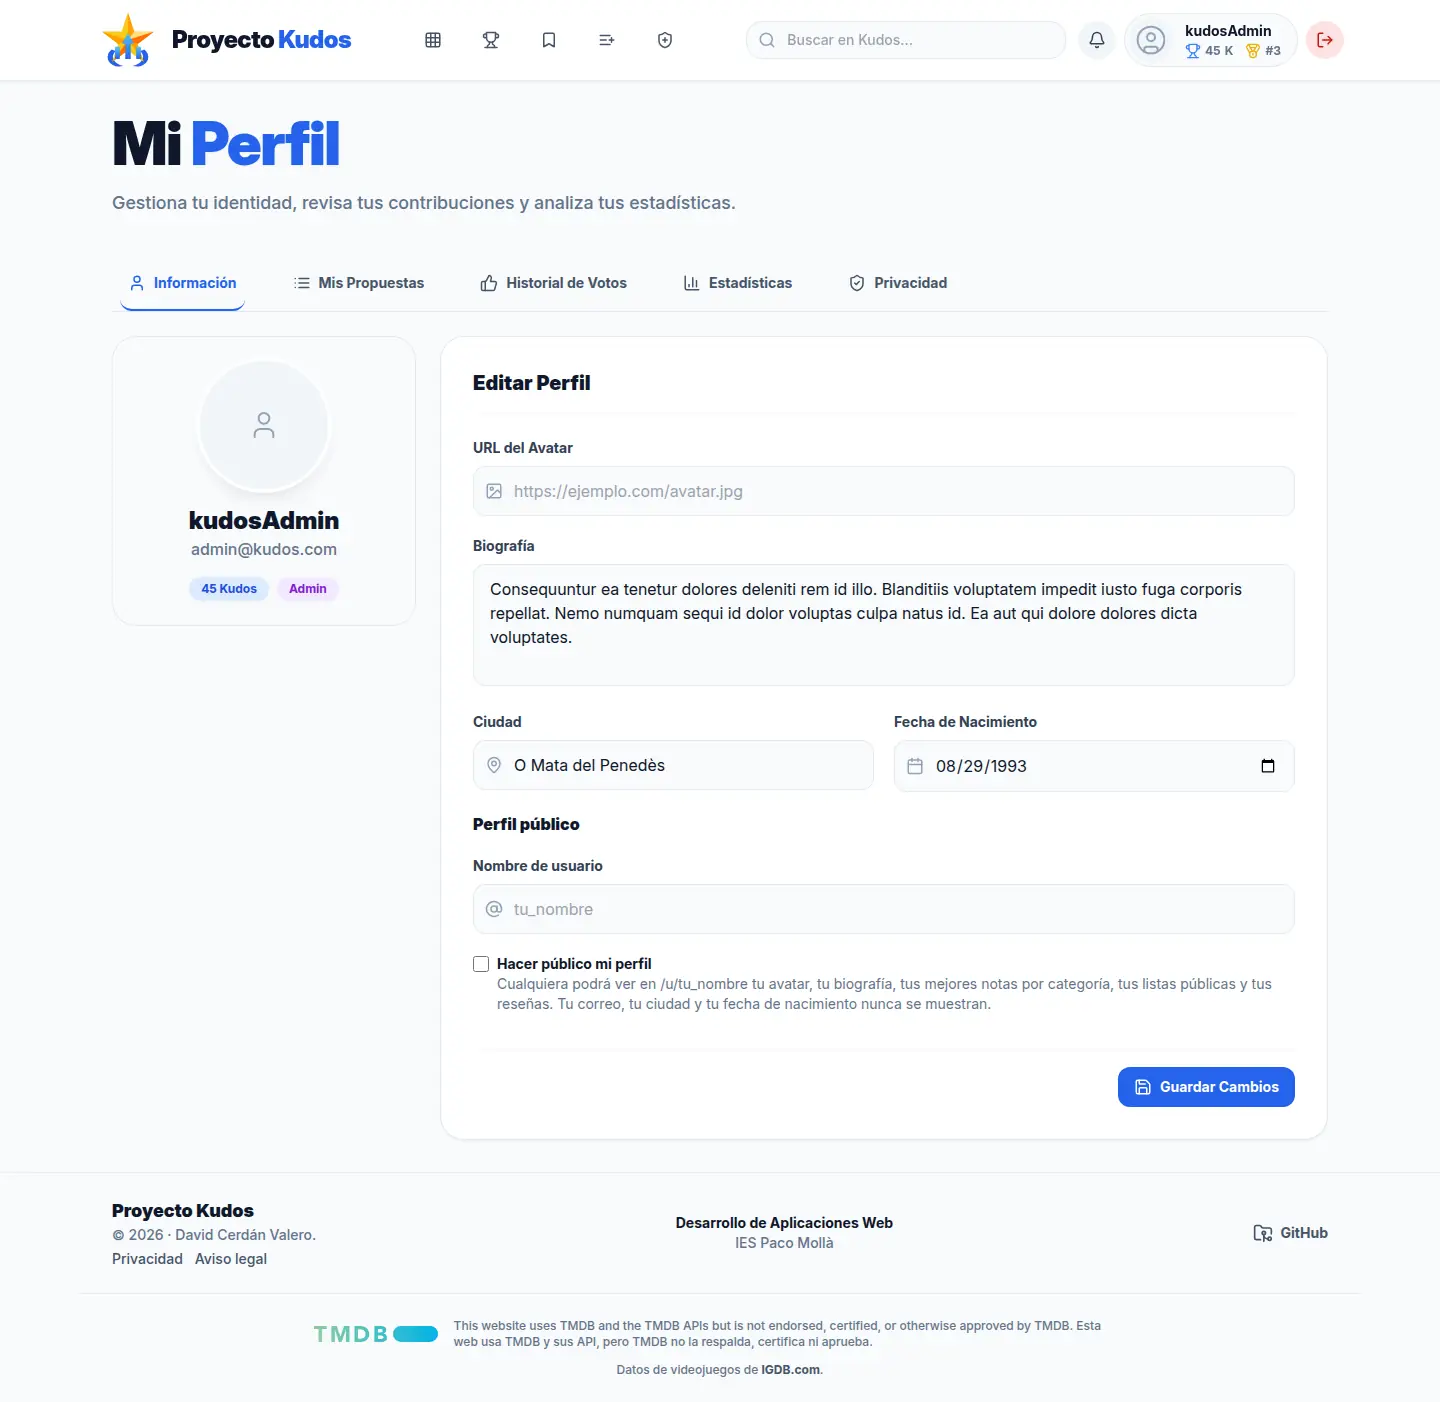 Proyecto Kudos
Buscar en Kudos...
kudosAdmin
45 K #3
Mi Perfil
Gestiona tu identidad, revisa tus contribuciones y analiza tus estadísticas.
Información Mis Propuestas Historial de Votos Estadísticas Privacidad
kudosAdmin
admin@kudos.com
45 Kudos Admin
Editar Perfil
URL del Avatar
https://ejemplo.com/avatar.jpg
Biografía
Consequuntur ea tenetur dolores deleniti rem id illo. Blanditiis voluptatem impedit iusto fuga corporis
repellat. Nemo numquam sequi id dolor voluptas culpa natus id. Ea aut qui dolore dolores dicta
voluptates.
Ciudad Fecha de Nacimiento
O Mata del Penedès 08/29/1993
Perfil público
Nombre de usuario
tu_nombre
Hacer público mi perfil
Cualquiera podrá ver en /u/tu_nombre tu avatar, tu biografía, tus mejores notas por categoría, tus listas públicas y tus
reseñas. Tu correo, tu ciudad y tu fecha de nacimiento nunca se muestran.
Guardar Cambios
Proyecto Kudos
© 2026 · David Cerdán Valero.
Privacidad Aviso legal
Desarrollo de Aplicaciones Web
IES Paco Mollà
GitHub
TMDB
This website uses TMDB and the TMDB APIs but is not endorsed, certified, or otherwise approved by TMDB. Esta
web usa TMDB y sus API, pero TMDB no la respalda, certifica ni aprueba.
Datos de videojuegos de IGDB.com.